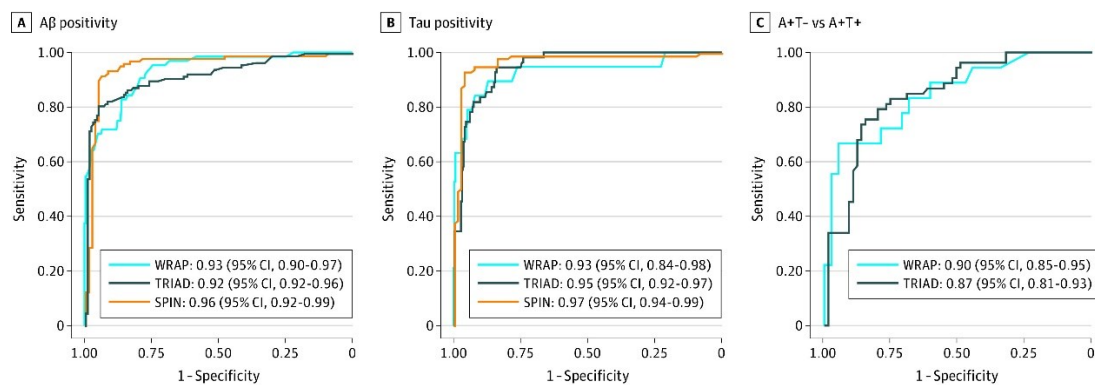 A Aβ positivity
1.00
0.80
0.60
0.40
0.20
0
Sensitivity
WRAP: 0.93 (95% CI, 0.90-0.97)
TRIAD: 0.92 (95% CI, 0.92-0.96)
SPIN: 0.96 (95% CI, 0.92-0.99)
1.00 0.75 0.50 0.25 0
1 - Specificity
B Tau positivity
1.00
0.80
0.60
0.40
0.20
0
Sensitivity
WRAP: 0.93 (95% CI, 0.84-0.98)
TRIAD: 0.95 (95% CI, 0.92-0.97)
SPIN: 0.97 (95% CI, 0.94-0.99)
1.00 0.75 0.50 0.25 0
1 - Specificity
C A+T- vs A+T+
1.00
0.80
0.60
0.40
0.20
0
Sensitivity
WRAP: 0.90 (95% CI, 0.85-0.95)
TRIAD: 0.87 (95% CI, 0.81-0.93)
1.00 0.75 0.50 0.25 0
1 - Specificity